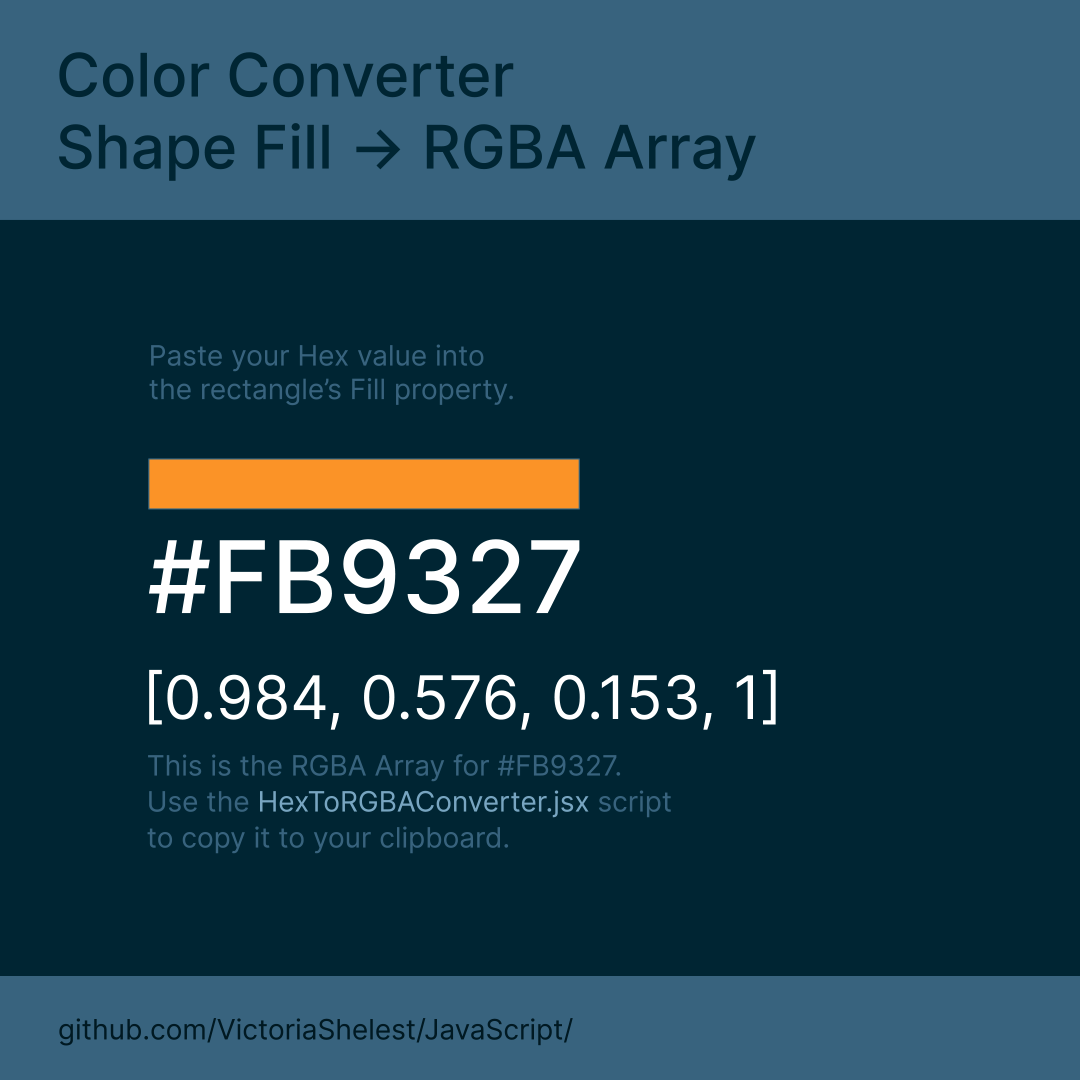 Color Converter
Shape Fill → RGBA Array
Paste your Hex value into
the rectangle’s Fill property.
#FB9327
[0.984, 0.576, 0.153, 1]
This is the RGBA Array for #FB9327.
Use the HexToRGBAConverter.jsx script
to copy it to your clipboard.
github.com/VictoriaShelest/JavaScript/